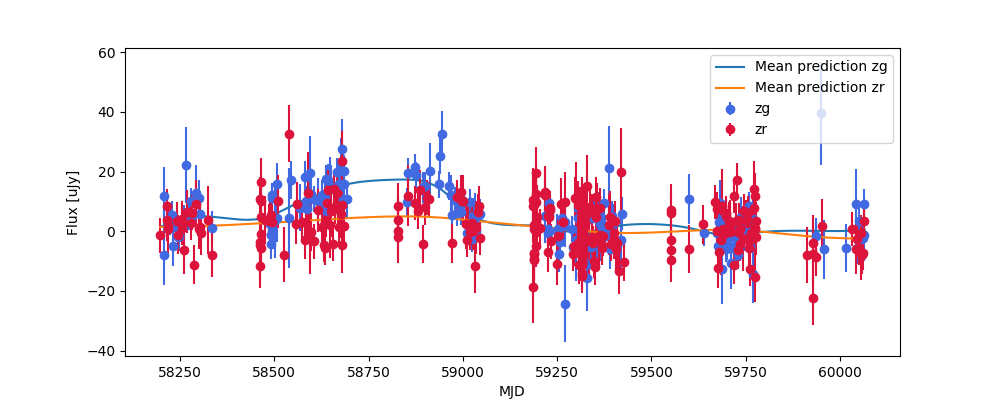 60
40
20
0
−20
−40
Flux [uJy]
58250
58500
58750
59000
59250
59500
59750
60000
MJD
Mean prediction zg
Mean prediction zr
zg
zr